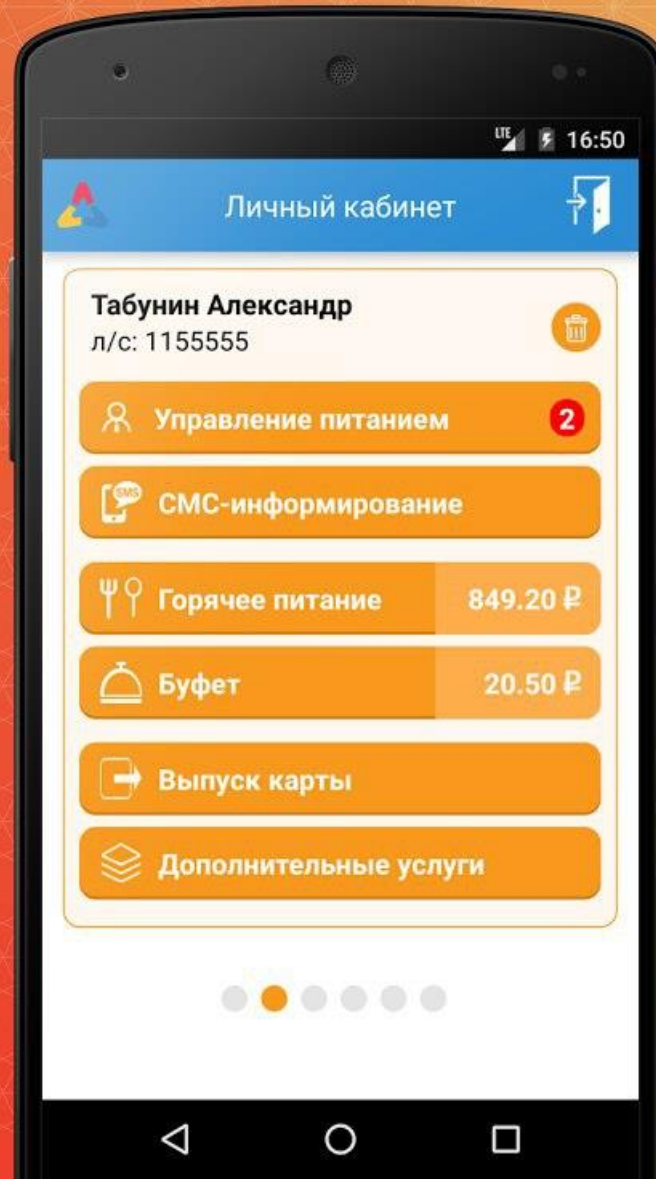 LTE 16:50
Личный кабинет
Табунин Александр
л/с: 1155555
Управление питанием 2
SMS СМС-информирование
Горячее питание 849.20 ₽
Буфет 20.50 ₽
Выпуск карты
Дополнительные услуги